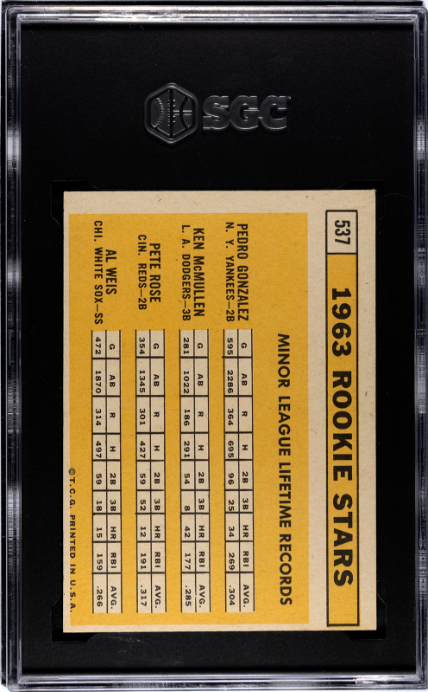 SGC
537
1963 ROOKIE STARS
MINOR LEAGUE LIFETIME RECORDS
PEDRO GONZALEZ
N. Y. YANKEES—2B
G AB R H 2B 3B HR RBI AVG.
595 2286 364 695 96 25 34 269 .304
KEN McMULLEN
L. A. DODGERS—3B
G AB R H 2B 3B HR RBI AVG.
281 1022 186 291 54 8 42 177 .285
PETE ROSE
CIN. REDS—2B
G AB R H 2B 3B HR RBI AVG.
354 1345 301 427 59 52 12 191 .317
AL WEIS
CHI. WHITE SOX—SS
G AB R H 2B 3B HR RBI AVG.
472 1870 314 497 59 18 15 159 .266
© T.C.G. PRINTED IN U.S.A.